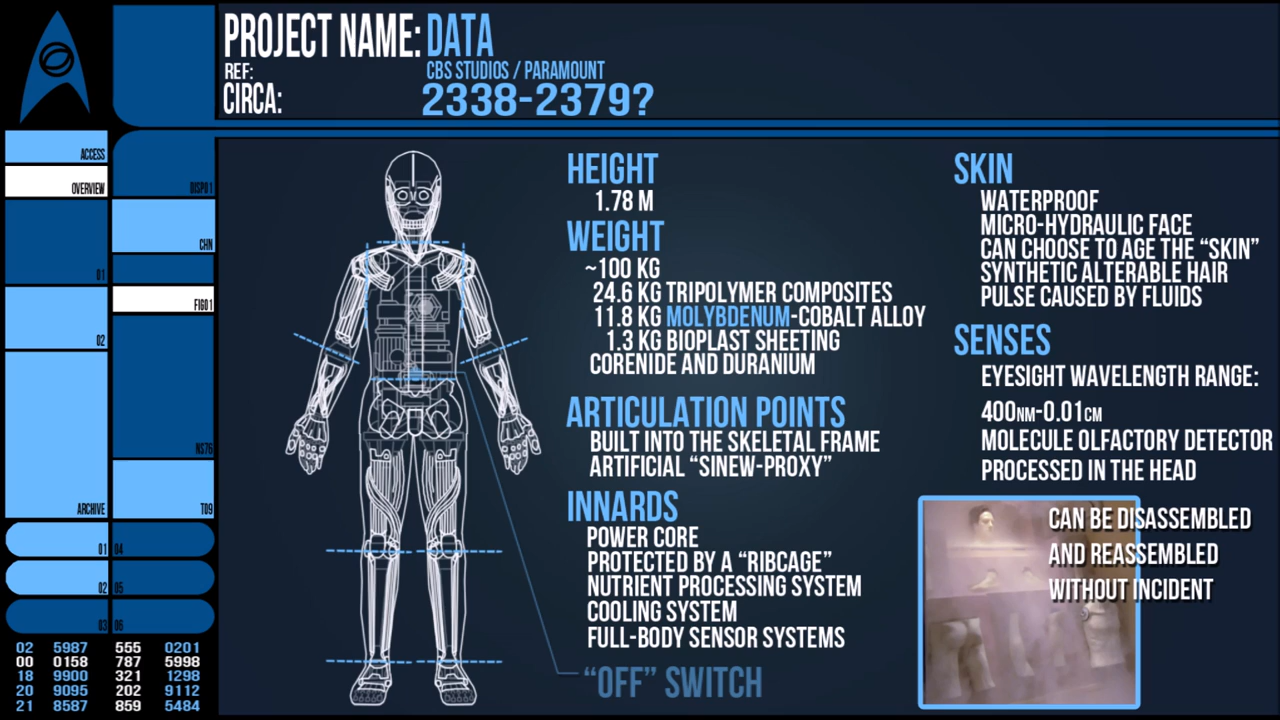 PROJECT NAME: DATA
REF: CBS STUDIOS / PARAMOUNT
CIRCA: 2338-2379?
ACCESS
OVERVIEW
01
02
ARCHIVE
01
02
03
DISP01
CHN
FIG01
NS76
T09
04
05
06
02 5987 555 0201
00 0158 787 5998
18 9900 321 1298
20 9095 202 9112
21 8587 859 5484
HEIGHT
1.78 M
WEIGHT
~100 KG
24.6 KG TRIPOLYMER COMPOSITES
11.8 KG MOLYBDENUM-COBALT ALLOY
1.3 KG BIOPLAST SHEETING
CORENIDE AND DURANIUM
ARTICULATION POINTS
BUILT INTO THE SKELETAL FRAME
ARTIFICIAL “SINEW-PROXY”
INNARDS
POWER CORE
PROTECTED BY A “RIBCAGE”
NUTRIENT PROCESSING SYSTEM
COOLING SYSTEM
FULL-BODY SENSOR SYSTEMS
“OFF” SWITCH
SKIN
WATERPROOF
MICRO-HYDRAULIC FACE
CAN CHOOSE TO AGE THE “SKIN”
SYNTHETIC ALTERABLE HAIR
PULSE CAUSED BY FLUIDS
SENSES
EYESIGHT WAVELENGTH RANGE:
400NM-0.01CM
MOLECULE OLFACTORY DETECTOR
PROCESSED IN THE HEAD
CAN BE DISASSEMBLED
AND REASSEMBLED
WITHOUT INCIDENT